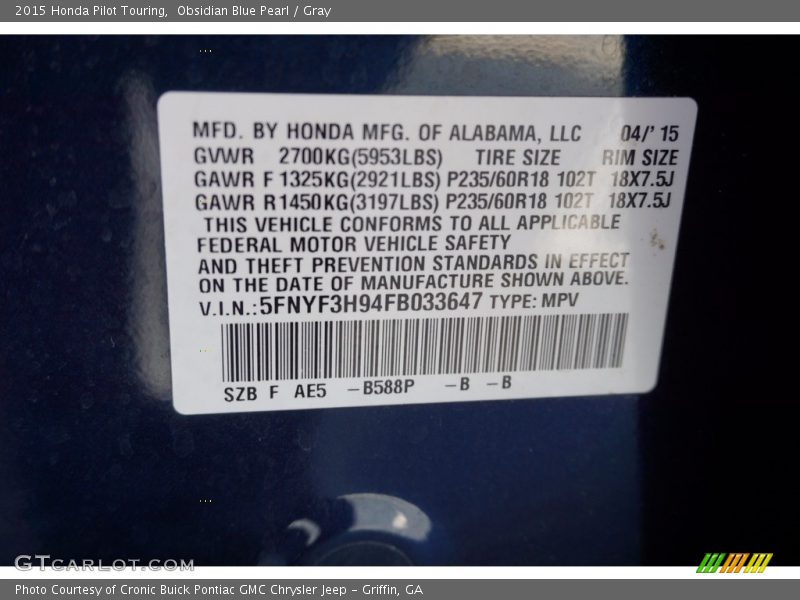 2015 Honda Pilot Touring,  Obsidian Blue Pearl / Gray
MFD. BY HONDA MFG. OF ALABAMA, LLC 04/' 15
GVWR 2700KG(5953LBS) TIRE SIZE RIM SIZE
GAWR F 1325KG(2921LBS) P235/60R18 102T 18X7.5J
GAWR R 1450KG(3197LBS) P235/60R18 102T 18X7.5J
THIS VEHICLE CONFORMS TO ALL APPLICABLE
FEDERAL MOTOR VEHICLE SAFETY
AND THEFT PREVENTION STANDARDS IN EFFECT
ON THE DATE OF MANUFACTURE SHOWN ABOVE.
V.I.N.: 5FNYF3H94FB033647 TYPE: MPV
SZB F AE5 -B588P -B -B
GTCARLOT.COM
Photo Courtesy of Cronic Buick Pontiac GMC Chrysler Jeep - Griffin, GA